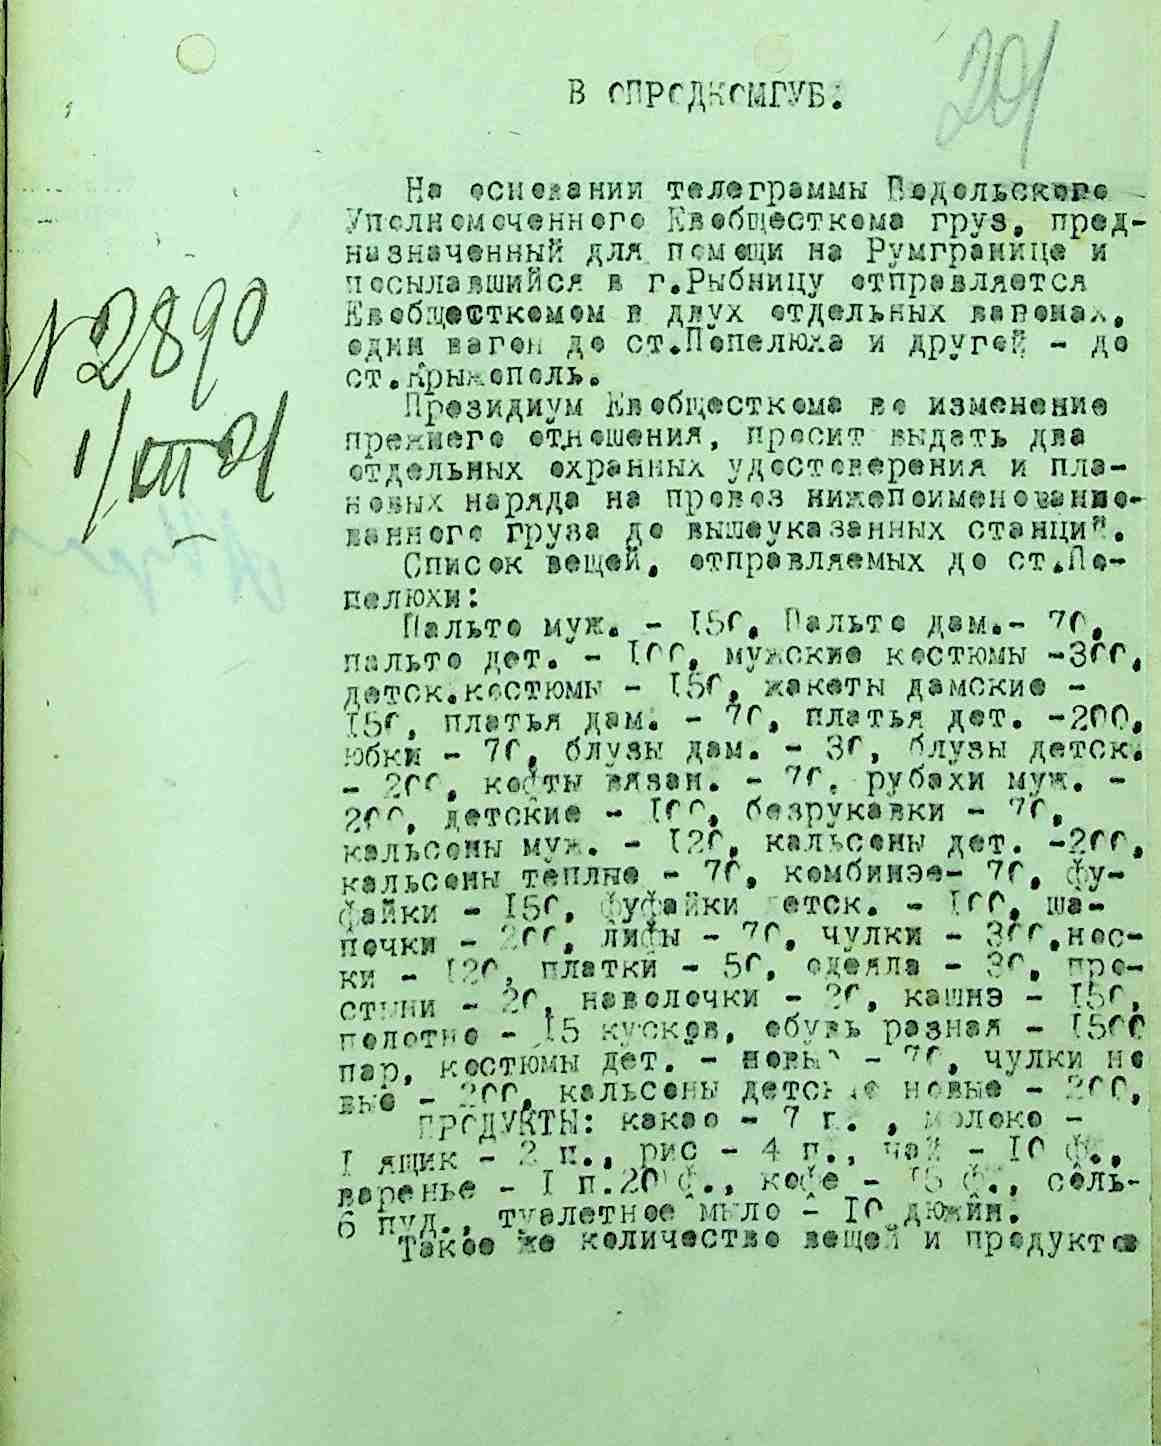 201
В ОПРОДКОМГУБ.
На основании телеграммы Подольского
Уполномоченного Евобщесткома груз, пред-
назначенный для помощи на Румгранице и
посылавшийся в г.Рыбницу отправляется
Евобщесткомом в двух отдельных вагонах,
один вагон до ст.Попелюха и другой - до
ст.Крыжополь.
Президиум Евобщесткома во изменение
прежнего отношения, просит выдать два
отдельных охранных удостоверения и пла-
новых наряда на провоз нижепоименованно-
ванного груза до вышеуказанных станций.
Список вещей, отправляемых до ст.По-
пелюхи:
Пальто муж. - 150, Пальто дам.- 70,
пальто дет. - 100, мужские костюмы -300,
детск.костюмы - 150, жакеты дамские -
150, платья дам. - 70, платья дет. -200,
юбки - 70, блузы дам. - 30, блузы детск.
- 200, кофты вязан. - 70, рубахи муж. -
200, детские - 100, безрукавки - 70,
кальсоны муж. - 120, кальсоны дет. -200,
кальсоны теплые - 70, комбинэе- 70, фу-
файки - 150, фуфайки детск. - 100, ша-
почки - 200, лифы - 70, чулки - 300,нос-
ки - 120, платки - 50, одеяла - 30, про-
стыни - 20, наволочки - 20, кашнэ - 150,
полотно - 15 кусков, обувь разная - 1500
пар, костюмы дет. - новые - 70, чулки но
вые - 200, кальсоны детские новые - 200,
ПРОДУКТЫ: какао - 7 п. , молоко -
1 ящик - 2 п., рис - 4 п., чай - 10 ф.,
варенье - 1 п.20 ф., кофе - 15 ф., соль-
6 пуд., туалетное мыло - 10 дюжин.
Такое же количество вещей и продуктов
№ 2890
1/VIII 21